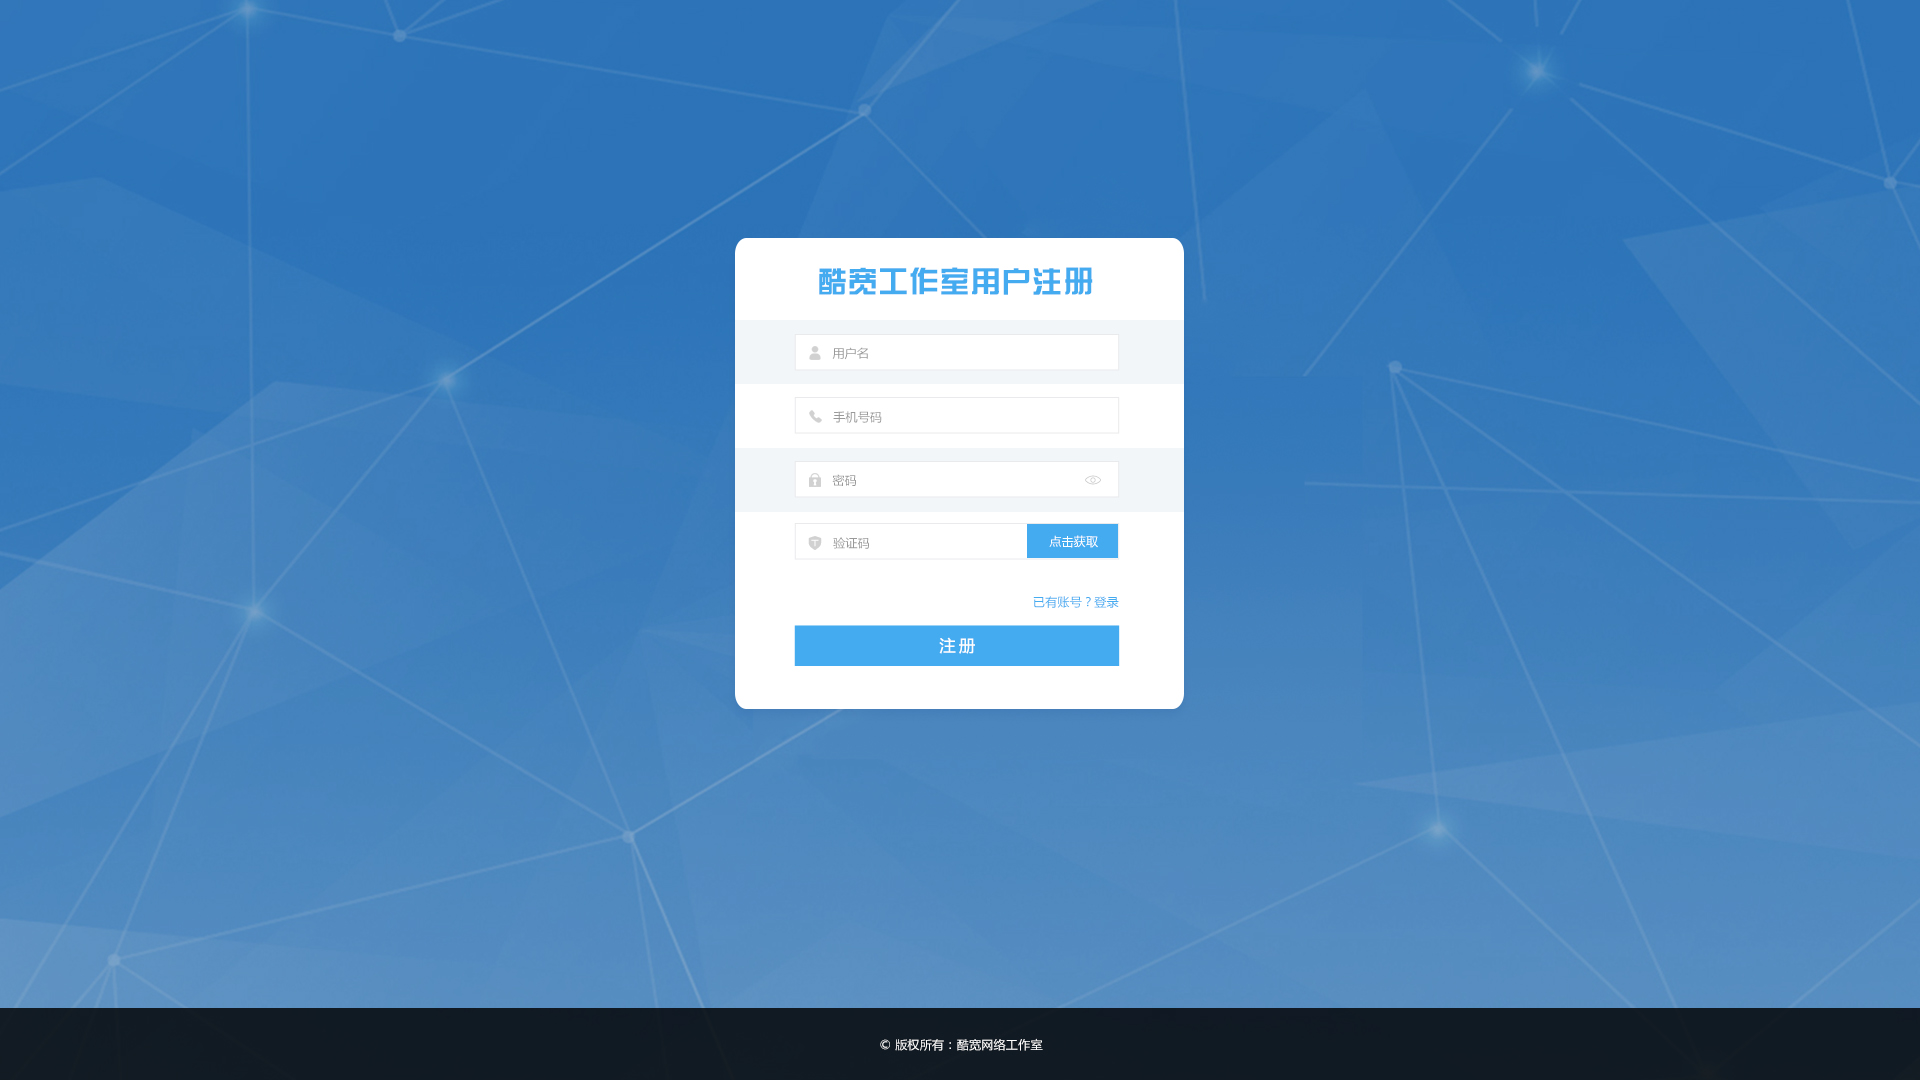 酷宽工作室用户注册
用户名
手机号码
密码
验证码 点击获取
已有账号？登录
注册
© 版权所有：酷宽网络工作室